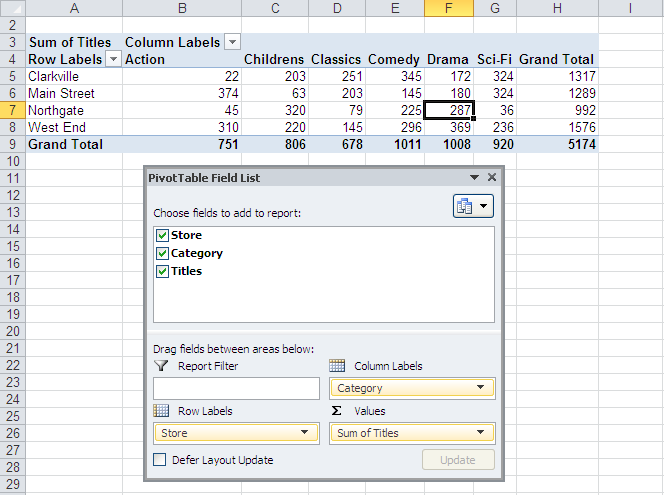 A B C D E F G H I
2
3 Sum of Titles Column Labels
4 Row Labels Action Childrens Classics Comedy Drama Sci-Fi Grand Total
5 Clarkville 22 203 251 345 172 324 1317
6 Main Street 374 63 203 145 180 324 1289
7 Northgate 45 320 79 225 287 36 992
8 West End 310 220 145 296 369 236 1576
9 Grand Total 751 806 678 1011 1008 920 5174
10
11 PivotTable Field List
12
13 Choose fields to add to report:
14 Store
15 Category
16 Titles
17
18
19
20
21 Drag fields between areas below:
22 Report Filter Column Labels
23 Category
24
25 Row Labels Σ Values
26 Store Sum of Titles
27
28 Defer Layout Update Update
29